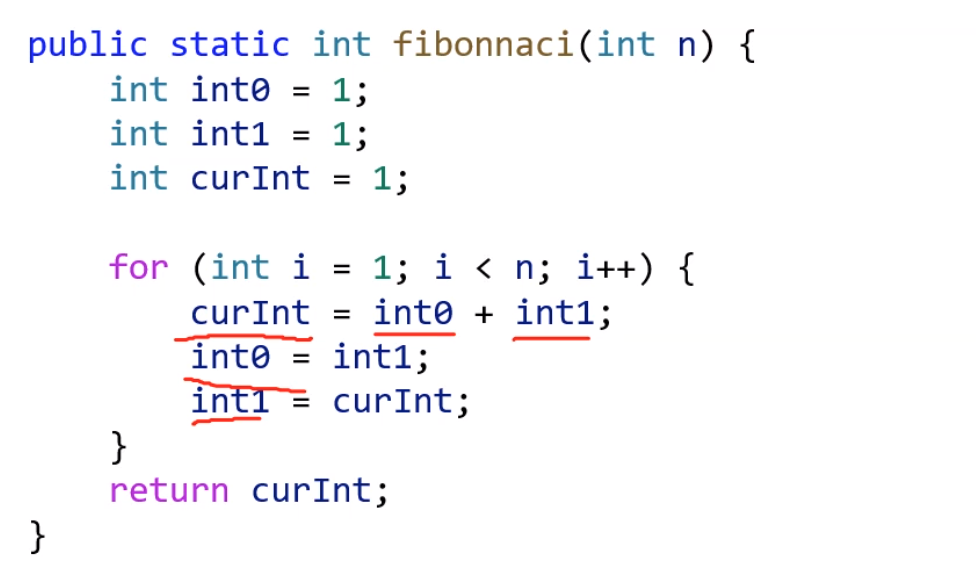 public static int fibonnaci(int n) {
    int int0 = 1;
    int int1 = 1;
    int curInt = 1;

    for (int i = 1; i < n; i++) {
        curInt = int0 + int1;
        int0 = int1;
        int1 = curInt;
    }
    return curInt;
}